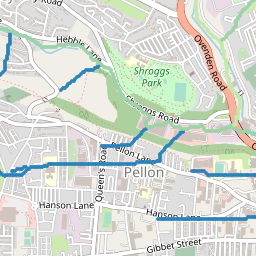 y Road
Hebble Lane
Ovenden Road
Shroggs
Park
Shroggs Road
Pellon Lane
Queen's Road
Pellon
Hanson Lane
Hanson Lane
Gibbet Street